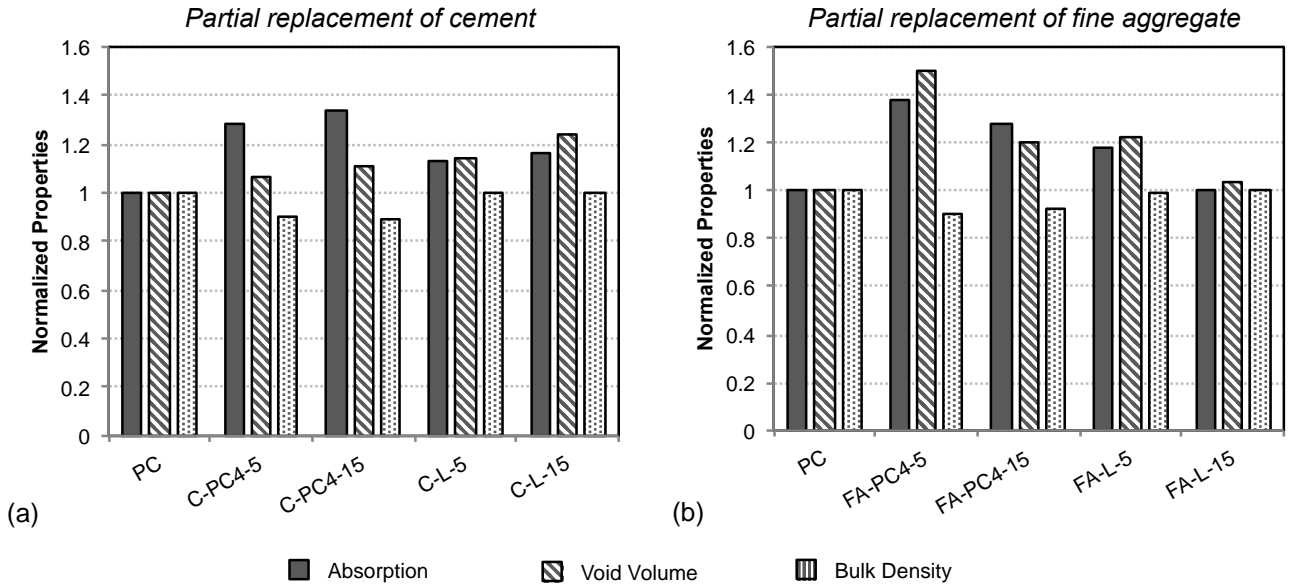 Partial replacement of cement
Normalized Properties
1.6
1.4
1.2
1
0.8
0.6
0.4
0.2
0
PC
C-PC4-5
C-PC4-15
C-L-5
C-L-15
(a)
Partial replacement of fine aggregate
Normalized Properties
1.6
1.4
1.2
1
0.8
0.6
0.4
0.2
0
PC
FA-PC4-5
FA-PC4-15
FA-L-5
FA-L-15
(b)
Absorption
Void Volume
Bulk Density